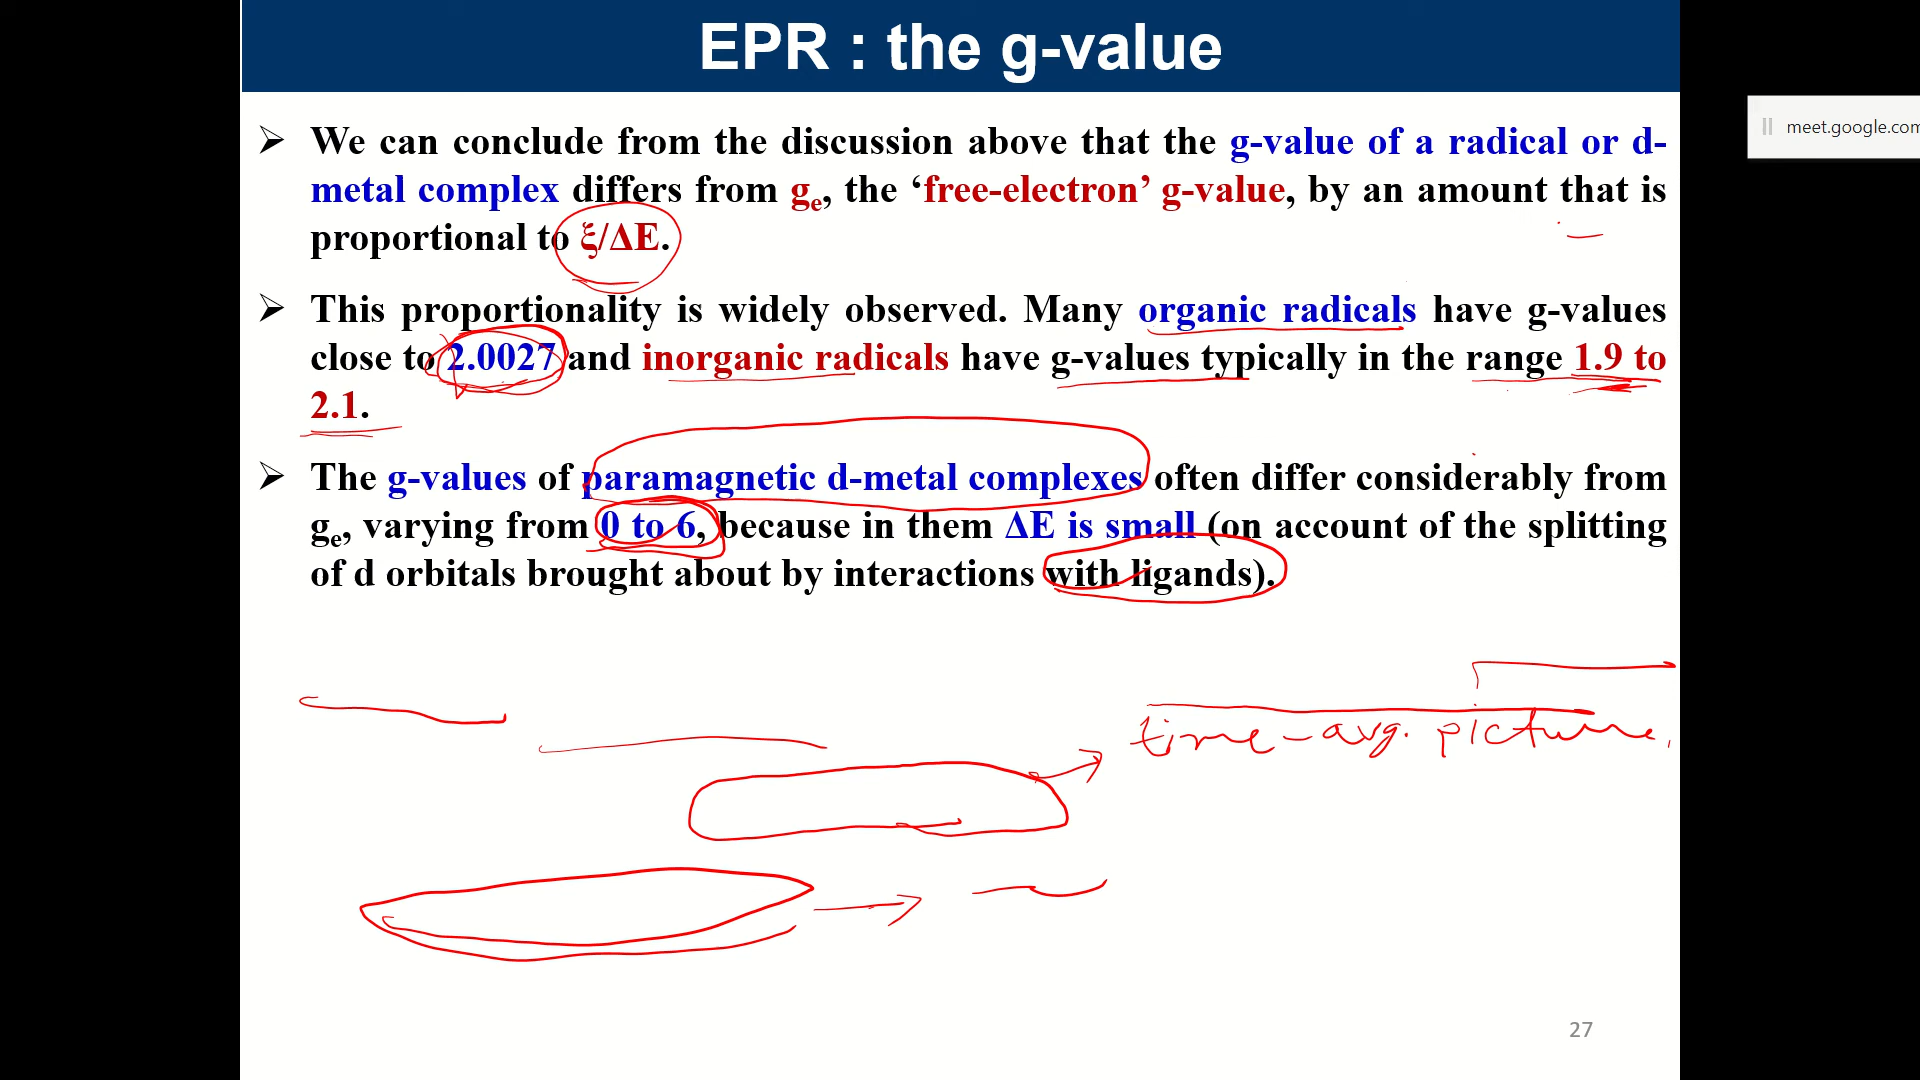 EPR : the g-value
meet.google.com
➢ We can conclude from the discussion above that the g-value of a radical or d-
metal complex differs from gₑ, the ‘free-electron’ g-value, by an amount that is
proportional to ξ/ΔE.
➢ This proportionality is widely observed. Many organic radicals have g-values
close to 2.0027 and inorganic radicals have g-values typically in the range 1.9 to
2.1.
➢ The g-values of paramagnetic d-metal complexes often differ considerably from
gₑ, varying from 0 to 6, because in them ΔE is small (on account of the splitting
of d orbitals brought about by interactions with ligands).
time-avg. picture.
27